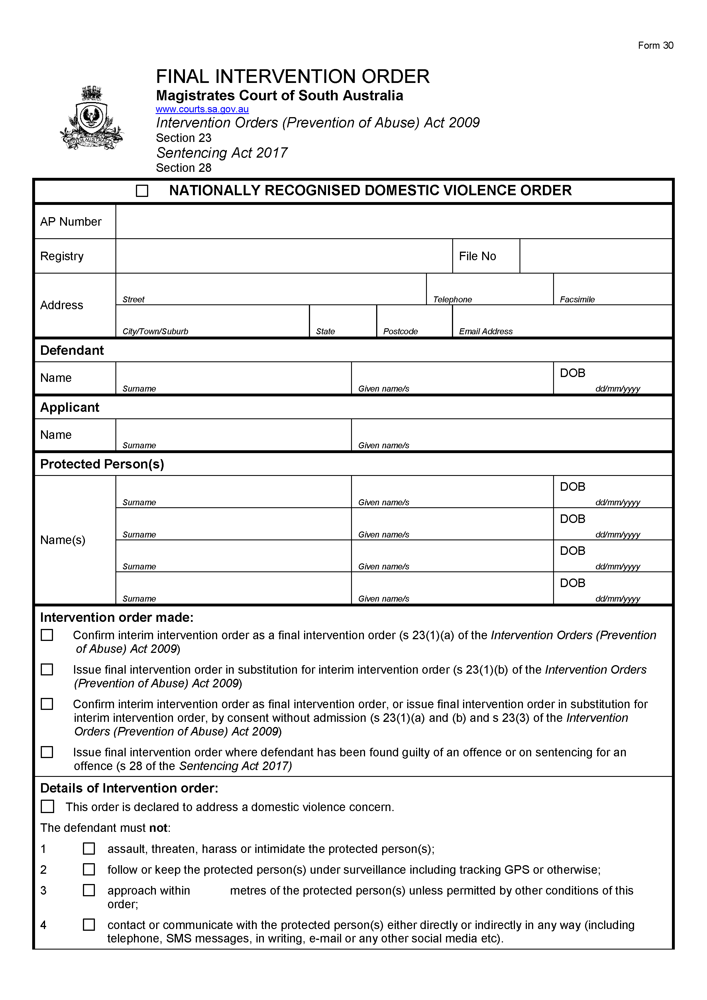 Form 30
FINAL INTERVENTION ORDER
Magistrates Court of South Australia
www.courts.sa.gov.au
Intervention Orders (Prevention of Abuse) Act 2009
Section 23
Sentencing Act 2017
Section 28
SOUTH AUSTRALIA
NATIONALLY RECOGNISED DOMESTIC VIOLENCE ORDER
AP Number
Registry
File No
Address
Street
Telephone
Facsimile
City/Town/Suburb
State
Postcode
Email Address
Defendant
Name
Surname
Given name/s
DOB
dd/mm/yyyy
Applicant
Name
Surname
Given name/s
Protected Person(s)
Name(s)
Surname
Given name/s
DOB
dd/mm/yyyy
Surname
Given name/s
DOB
dd/mm/yyyy
Surname
Given name/s
DOB
dd/mm/yyyy
Surname
Given name/s
DOB
dd/mm/yyyy
Intervention order made:
Confirm interim intervention order as a final intervention order (s 23(1)(a) of the Intervention Orders (Prevention
of Abuse) Act 2009)
Issue final intervention order in substitution for interim intervention order (s 23(1)(b) of the Intervention Orders
(Prevention of Abuse) Act 2009)
Confirm interim intervention order as final intervention order, or issue final intervention order in substitution for
interim intervention order, by consent without admission (s 23(1)(a) and (b) and s 23(3) of the Intervention
Orders (Prevention of Abuse) Act 2009)
Issue final intervention order where defendant has been found guilty of an offence or on sentencing for an
offence (s 28 of the Sentencing Act 2017)
Details of Intervention order:
This order is declared to address a domestic violence concern.
The defendant must not:
1 assault, threaten, harass or intimidate the protected person(s);
2 follow or keep the protected person(s) under surveillance including tracking GPS or otherwise;
3 approach within metres of the protected person(s) unless permitted by other conditions of this
order;
4 contact or communicate with the protected person(s) either directly or indirectly in any way (including
telephone, SMS messages, in writing, e-mail or any other social media etc).